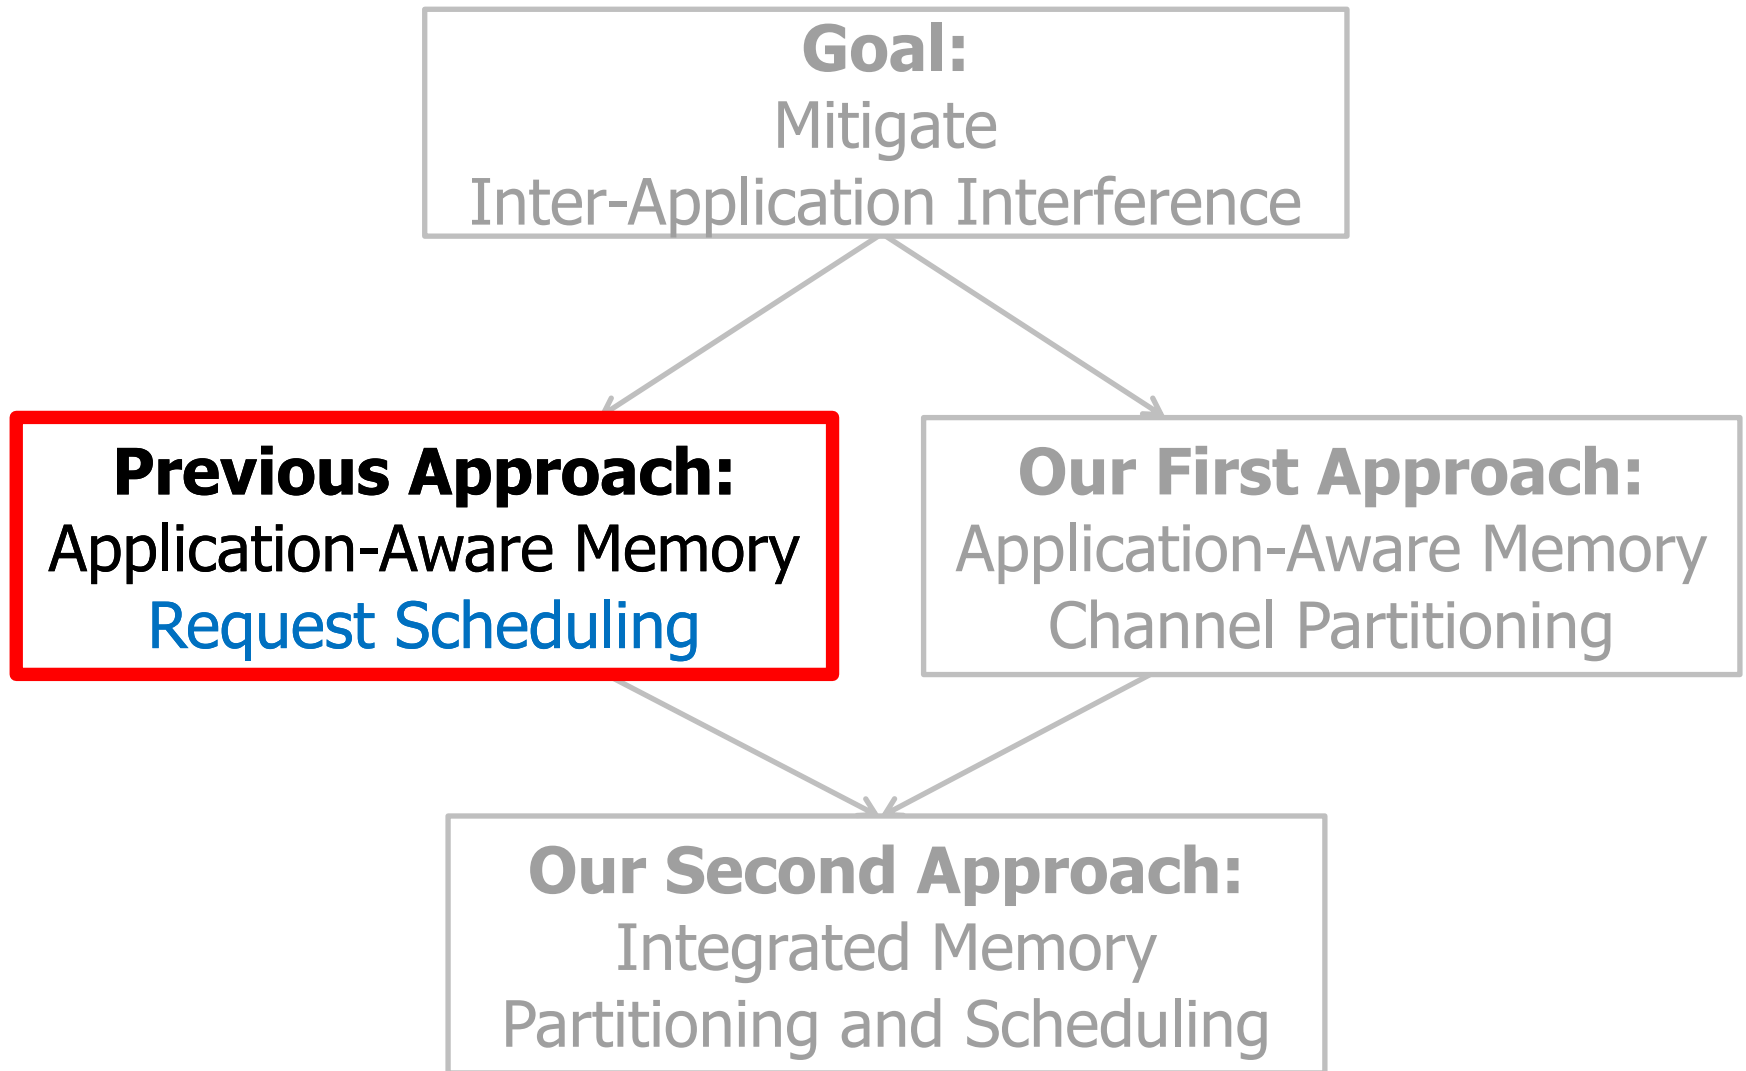 Goal:
Mitigate
Inter-Application Interference
Previous Approach:
Application-Aware Memory
Request Scheduling
Our First Approach:
Application-Aware Memory
Channel Partitioning
Our Second Approach:
Integrated Memory
Partitioning and Scheduling